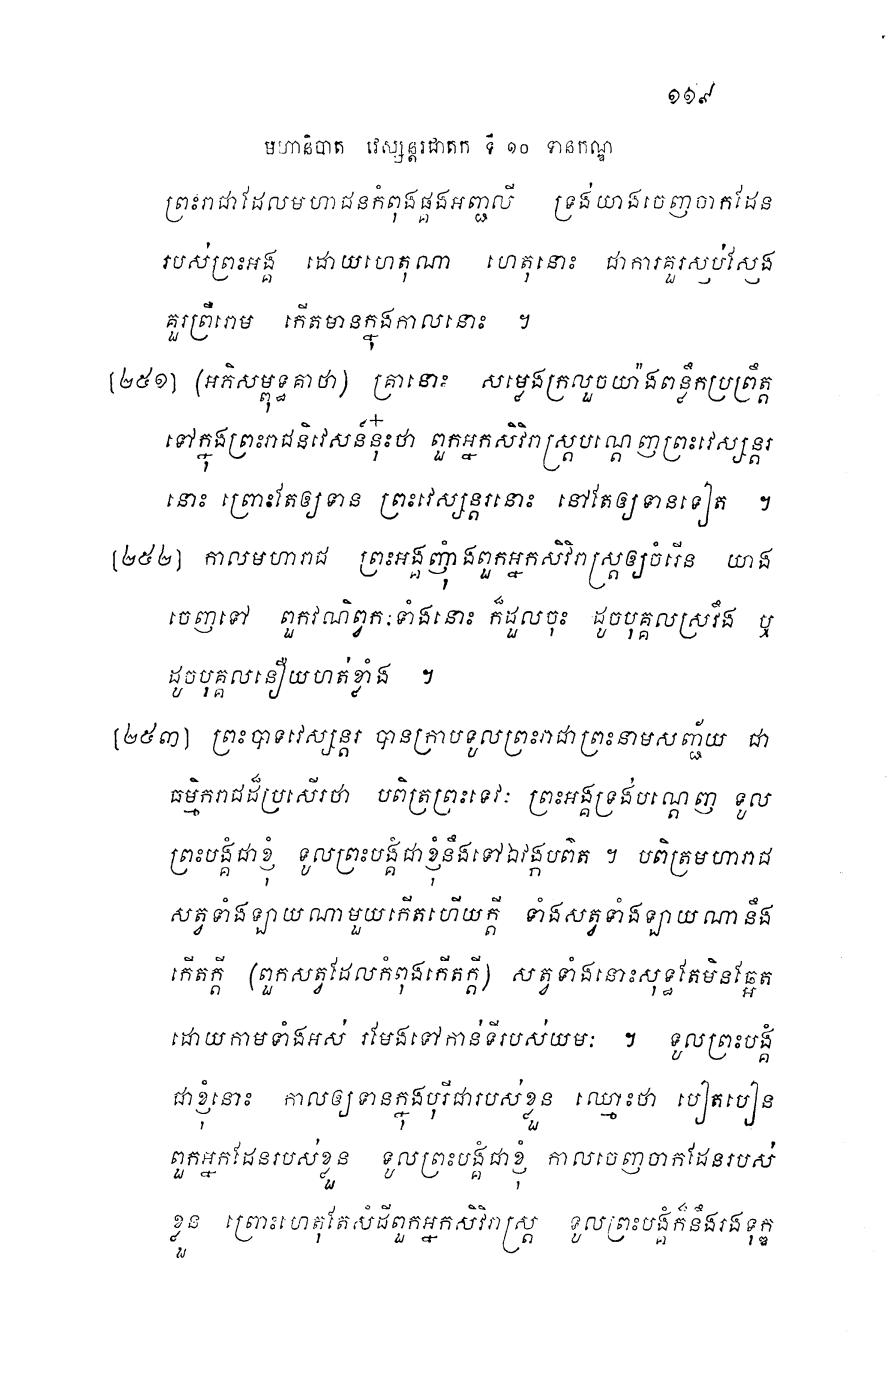 ១១៩
មហានិបាត វេស្សន្តរជាតក ទី ១០ ទានកណ្ឌ
ព្រះរាជាដែលមហាជនកំពុងផ្គងអញ្ជលី ទ្រង់យាងចេញចាកដែន
របស់ព្រះអង្គ ដោយហេតុណា ហេតុនោះ ជាការគួរស្ញប់ស្ញែង
គួរព្រឺរោម កើតមានក្នុងកាលនោះ ។
[២៥១] (អភិសម្ពុទ្ធគាថា) គ្រានោះ សម្លេងក្រលួចយ៉ាងពន្លឹកប្រព្រឹត្ត
ទៅក្នុងព្រះរាជនិវេសន៍នុ៎ះថា ពួកអ្នកសិវិរាស្ត្របណ្តេញព្រះវេស្សន្តរ
នោះ ព្រោះតែឲ្យទាន ព្រះវេស្សន្តរនោះ នៅតែឲ្យទានទៀត ។
[២៥២] កាលមហារាជ ព្រះអង្គញុំាងពួកអ្នកសិវិរាស្ត្រឲ្យចំរើន យាង
ចេញទៅ ពួកវណិព្វកៈទាំងនោះ ក៏ដួលចុះ ដូចបុគ្គលស្រវឹង ឬ
ដូចបុគ្គលនឿយហត់ខ្លាំង ។
[២៥៣] ព្រះបាទវេស្សន្តរ បានក្រាបទូលព្រះរាជាព្រះនាមសញ្ជ័យ ជា
ធម្មិករាជដ៏ប្រសើរថា បពិត្រព្រះទេវៈ ព្រះអង្គទ្រង់បណ្តេញ ទូល
ព្រះបង្គំជាខ្ញុំ ទូលព្រះបង្គំជាខ្ញុំនឹងទៅឯវង្កបព៌ត ។ បពិត្រមហារាជ
សត្វទាំងឡាយណាមួយកើតហើយក្តី ទាំងសត្វទាំងឡាយណានឹង
កើតក្តី (ពួកសត្វដែលកំពុងកើតក្តី) សត្វទាំងនោះសុទ្ធតែមិនឆ្អែត
ដោយកាមទាំងអស់ រមែងទៅកាន់ទីរបស់យមៈ ។ ទូលព្រះបង្គំ
ជាខ្ញុំនោះ កាលឲ្យទានក្នុងបុរីជារបស់ខ្លួន ឈ្មោះថា បៀតបៀន
ពួកអ្នកដែនរបស់ខ្លួន ទូលព្រះបង្គំជាខ្ញុំ កាលចេញចាកដែនរបស់
ខ្លួន ព្រោះហេតុតែសំដីពួកអ្នកសិវិរាស្ត្រ ទូលព្រះបង្គំក៏នឹងរងទុក្ខ